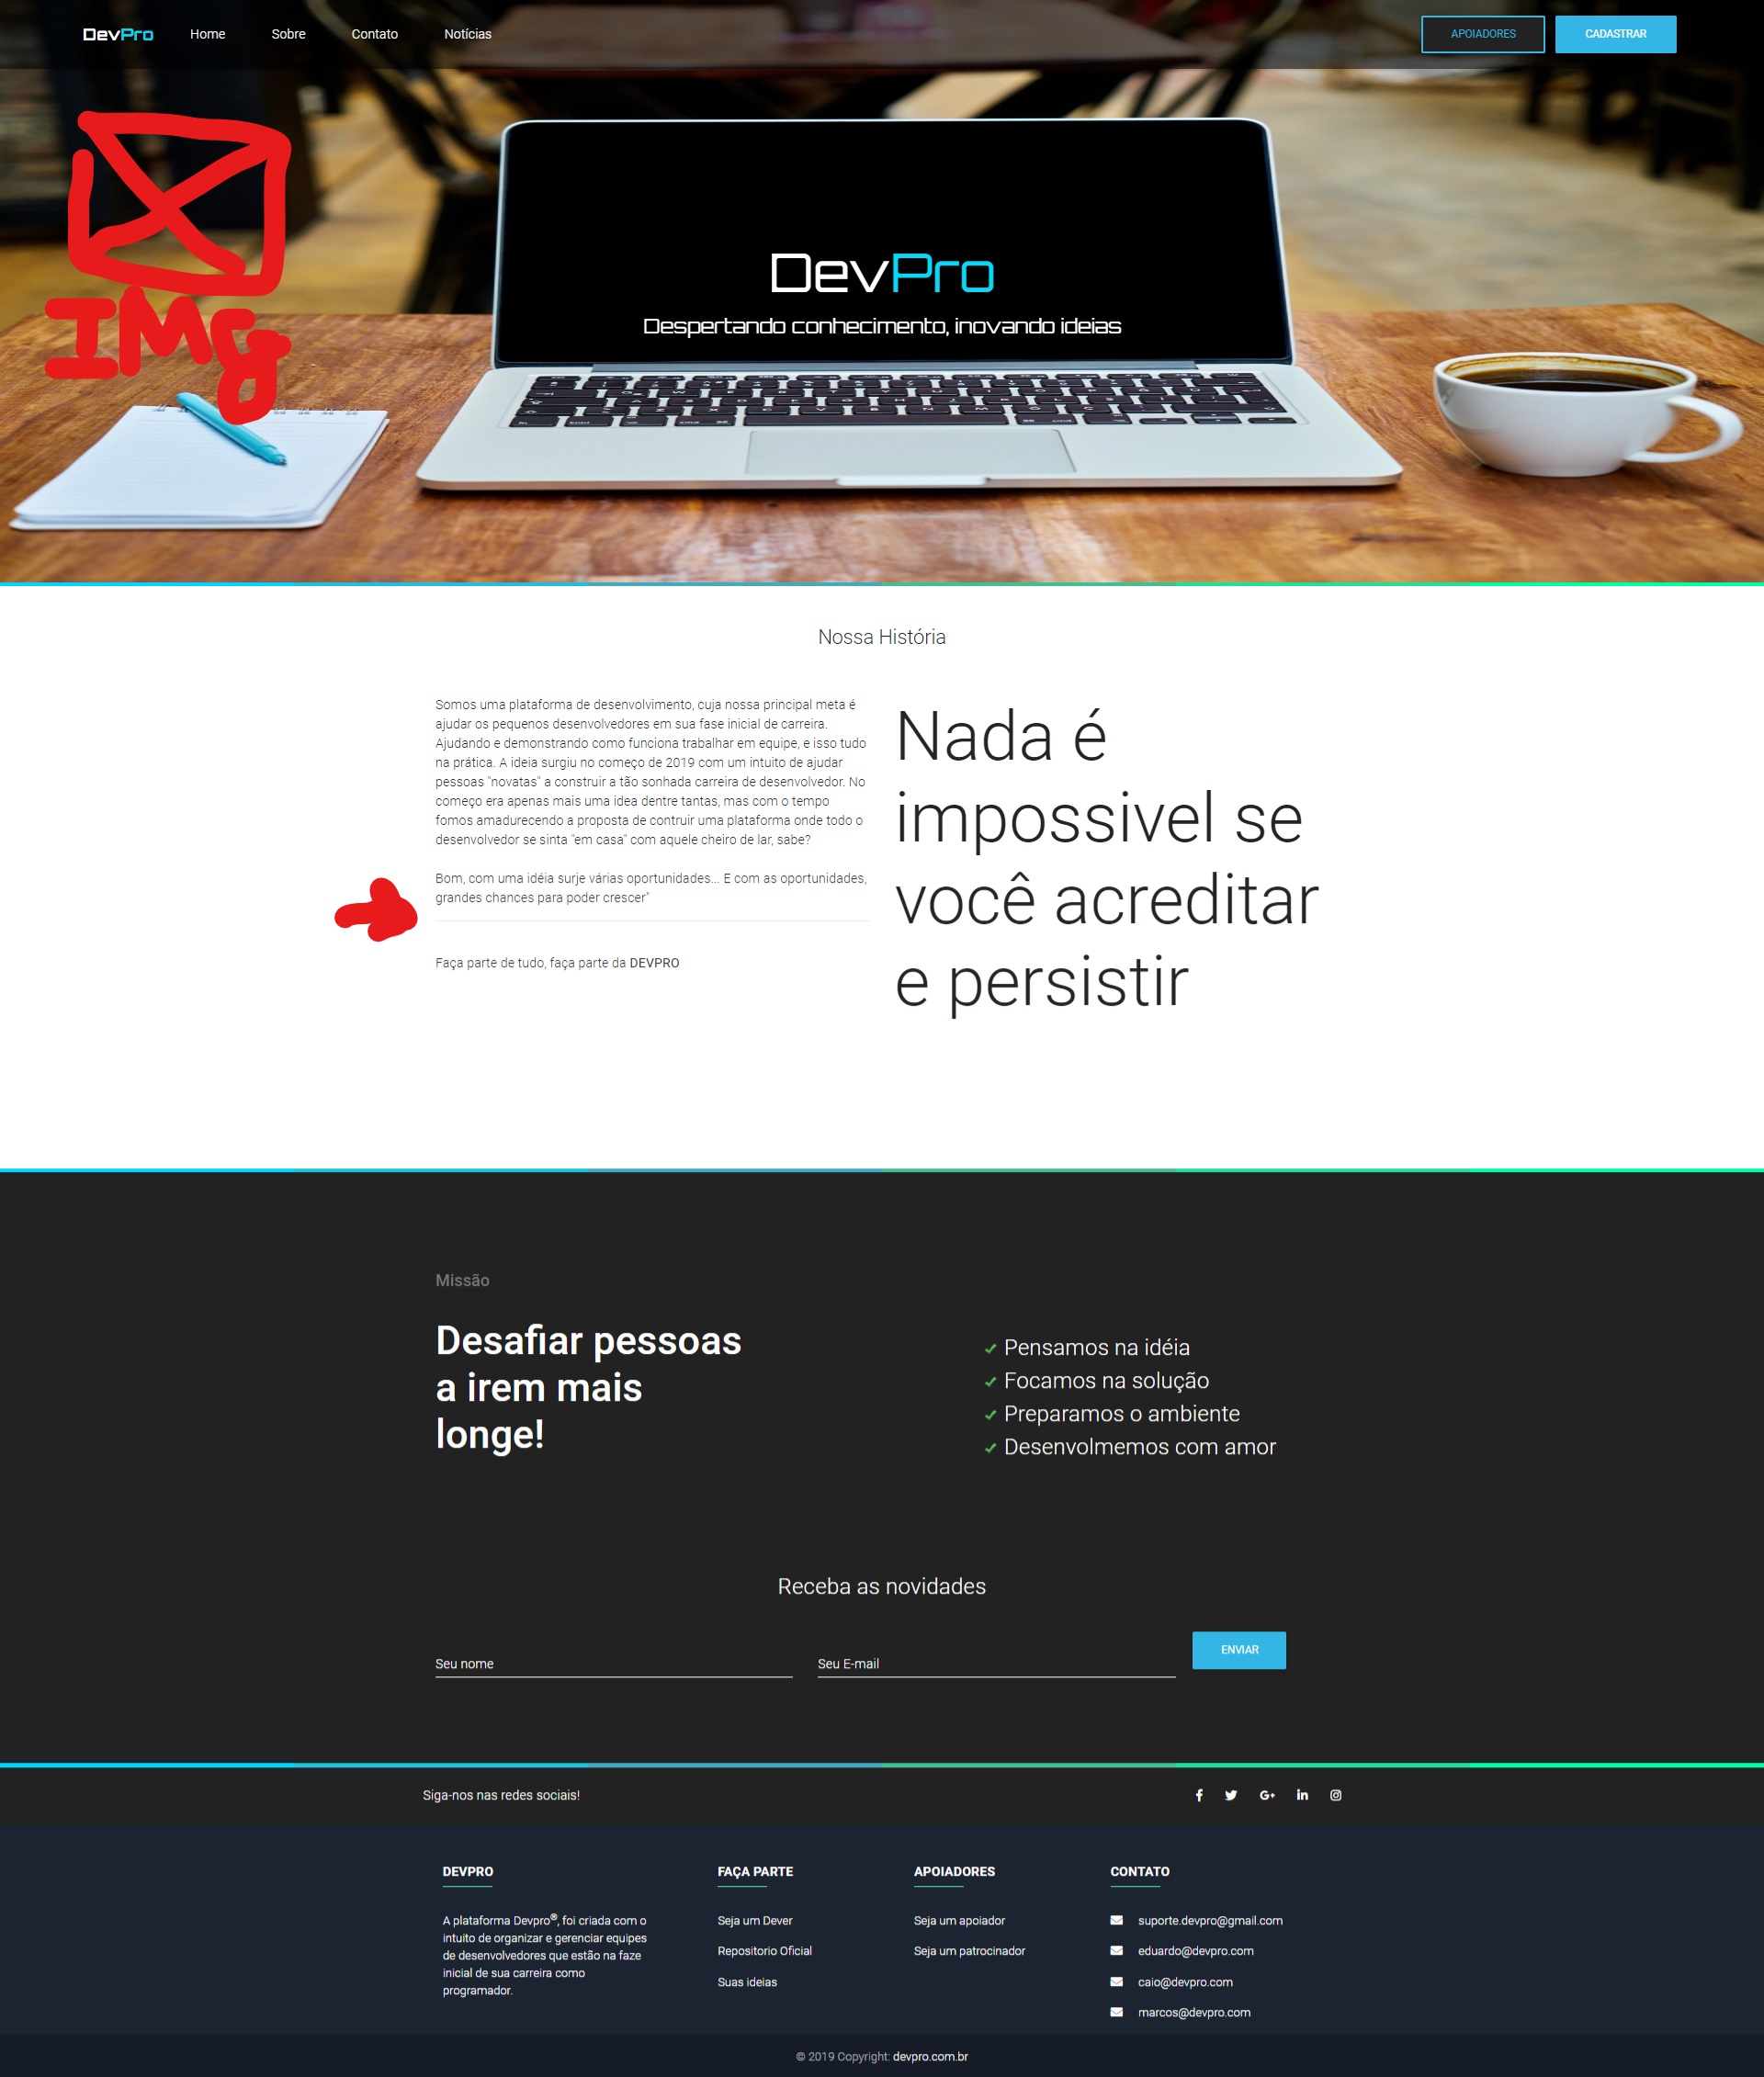 DevPro Home Sobre Contato Notícias APOIADORES CADASTRAR
IMg
DevPro
Despertando conhecimento, inovando ideias
Nossa História
Somos uma plataforma de desenvolvimento, cuja nossa principal meta é
ajudar os pequenos desenvolvedores em sua fase inicial de carreira.
Ajudando e demonstrando como funciona trabalhar em equipe, e isso tudo
na prática. A ideia surgiu no começo de 2019 com um intuito de ajudar
pessoas "novatas" a construir a tão sonhada carreira de desenvolvedor. No
começo era apenas mais uma idea dentre tantas, mas com o tempo
fomos amadurecendo a proposta de contruir uma plataforma onde todo o
desenvolvedor se sinta "em casa" com aquele cheiro de lar, sabe?
Bom, com uma idéia surje várias oportunidades... E com as oportunidades,
grandes chances para poder crescer"
Faça parte de tudo, faça parte da DEVPRO
Nada é
impossivel se
você acreditar
e persistir
Missão
Desafiar pessoas
a irem mais
longe!
Pensamos na idéia
Focamos na solução
Preparamos o ambiente
Desenvolmemos com amor
Receba as novidades
Seu nome
Seu E-mail
ENVIAR
Siga-nos nas redes sociais!
DEVPRO
A plataforma Devpro®, foi criada com o
intuito de organizar e gerenciar equipes
de desenvolvedores que estão na faze
inicial de sua carreira como
programador.
FAÇA PARTE
Seja um Dever
Repositorio Oficial
Suas ideias
APOIADORES
Seja um apoiador
Seja um patrocinador
CONTATO
suporte.devpro@gmail.com
eduardo@devpro.com
caio@devpro.com
marcos@devpro.com
© 2019 Copyright: devpro.com.br